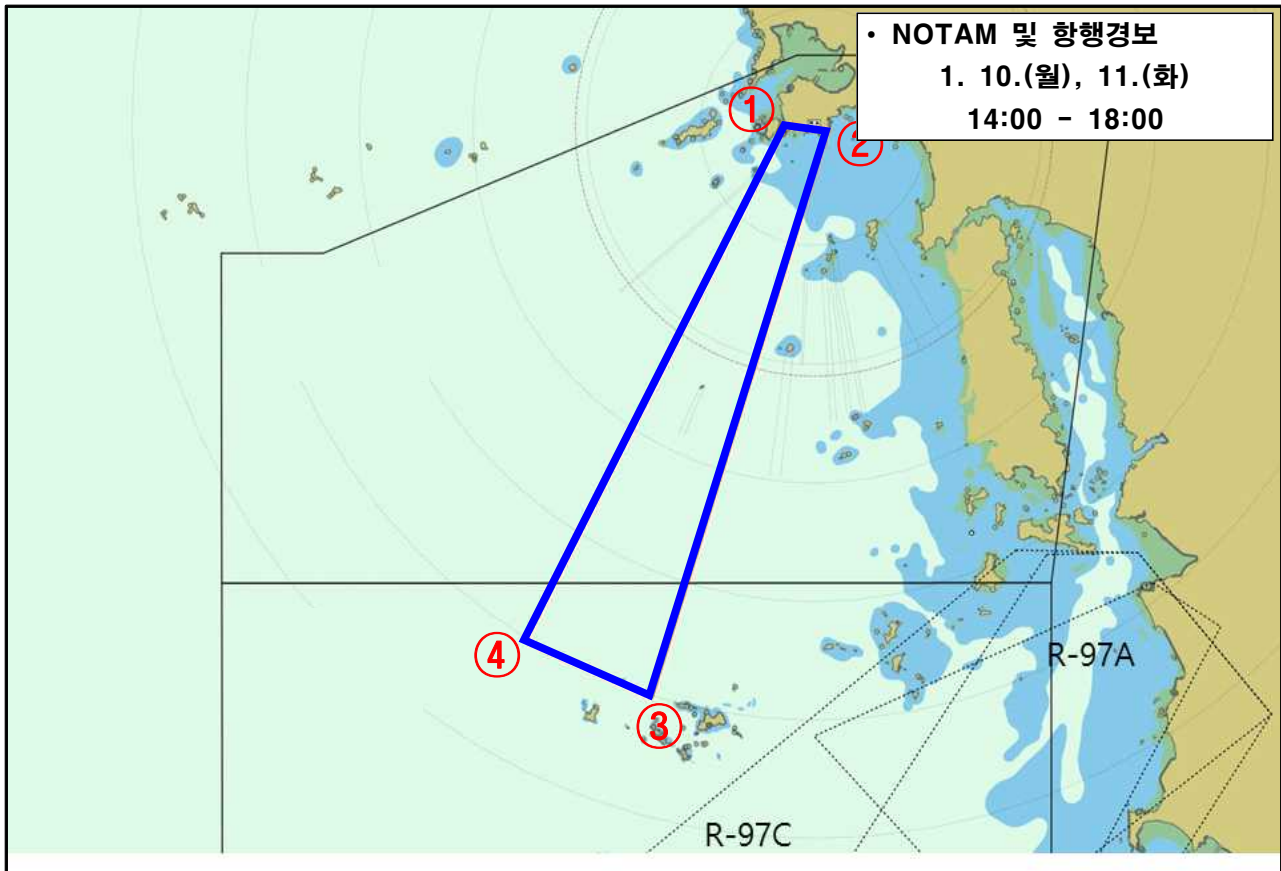 • NOTAM 및 항행경보
1. 10.(월), 11.(화)
14:00 - 18:00
①
②
④
R-97A
③
R-97C